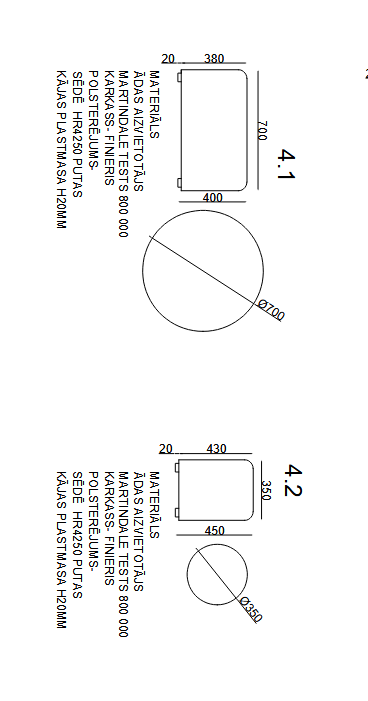 4.1
20
380
700
400
Ø700
MATERIĀLS
ĀDAS AIZVIETOTĀJS
MARTINDALE TESTS 800 000
KARKASS- FINIERIS
POLSTERĒJUMS-
SĒDĒ HR4250 PUTAS
KĀJAS PLASTMASA H20MM
4.2
20
430
350
450
Ø350
MATERIĀLS
ĀDAS AIZVIETOTĀJS
MARTINDALE TESTS 800 000
KARKASS- FINIERIS
POLSTERĒJUMS-
SĒDĒ HR4250 PUTAS
KĀJAS PLASTMASA H20MM